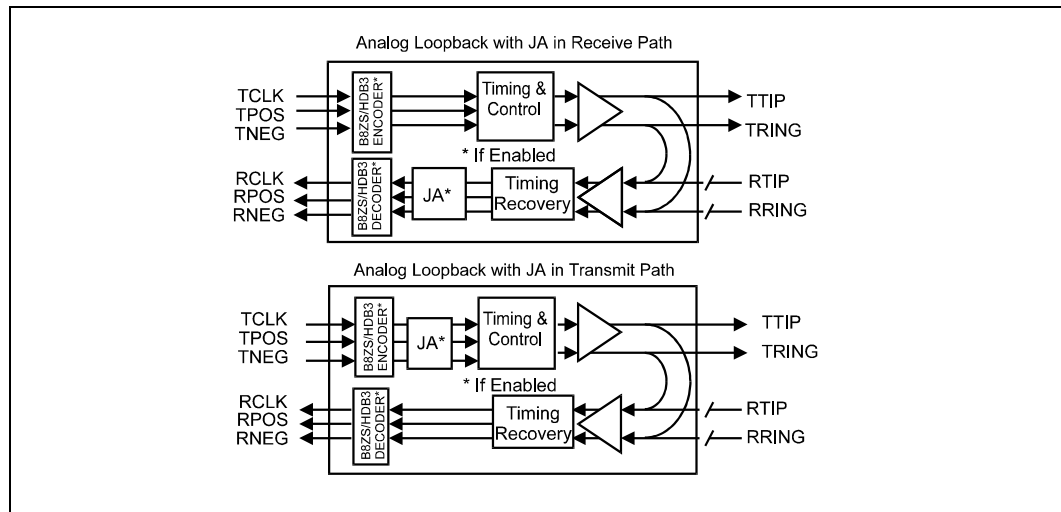 Analog Loopback with JA in Receive Path
TCLK
TPOS
TNEG
B8ZS/HDB3
ENCODER*
Timing &
Control
TTIP
TRING
* If Enabled
RCLK
RPOS
RNEG
B8ZS/HDB3
DECODER*
JA*
Timing
Recovery
RTIP
RRING
Analog Loopback with JA in Transmit Path
TCLK
TPOS
TNEG
B8ZS/HDB3
ENCODER*
JA*
Timing &
Control
TTIP
TRING
* If Enabled
RCLK
RPOS
RNEG
B8ZS/HDB3
DECODER*
Timing
Recovery
RTIP
RRING